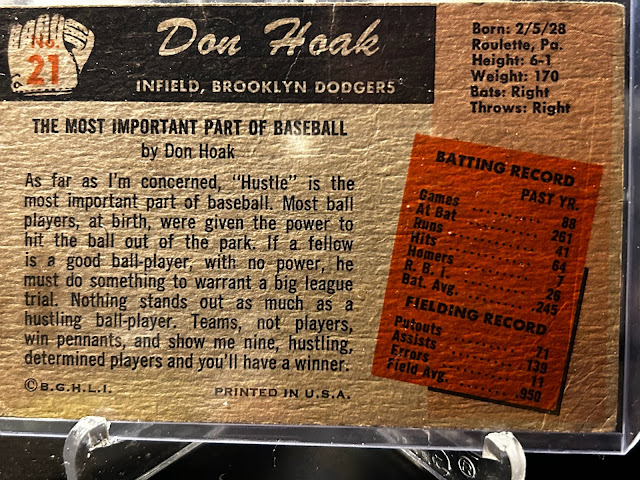 No.
21
Don Hoak
INFIELD, BROOKLYN DODGERS
Born: 2/5/28
Roulette, Pa.
Height: 6-1
Weight: 170
Bats: Right
Throws: Right
THE MOST IMPORTANT PART OF BASEBALL
by Don Hoak
As far as I'm concerned, "Hustle" is the
most important part of baseball. Most ball
players, at birth, were given the power to
hit the ball out of the park. If a fellow
is a good ball-player, with no power, he
must do something to warrant a big league
trial. Nothing stands out as much as a
hustling ball-player. Teams, not players,
win pennants, and show me nine, hustling,
determined players and you'll have a winner.
©B.G.H.L.I. PRINTED IN U.S.A.
BATTING RECORD
PAST YR.
Games ........ 88
At Bat ........ 261
Runs ........ 41
Hits ........ 64
Homers ........ 7
R. B. I. ........ 26
Bat. Avg. ........ .245
FIELDING RECORD
Putouts ........ 71
Assists ........ 139
Errors ........ 11
Field Avg. ........ .950